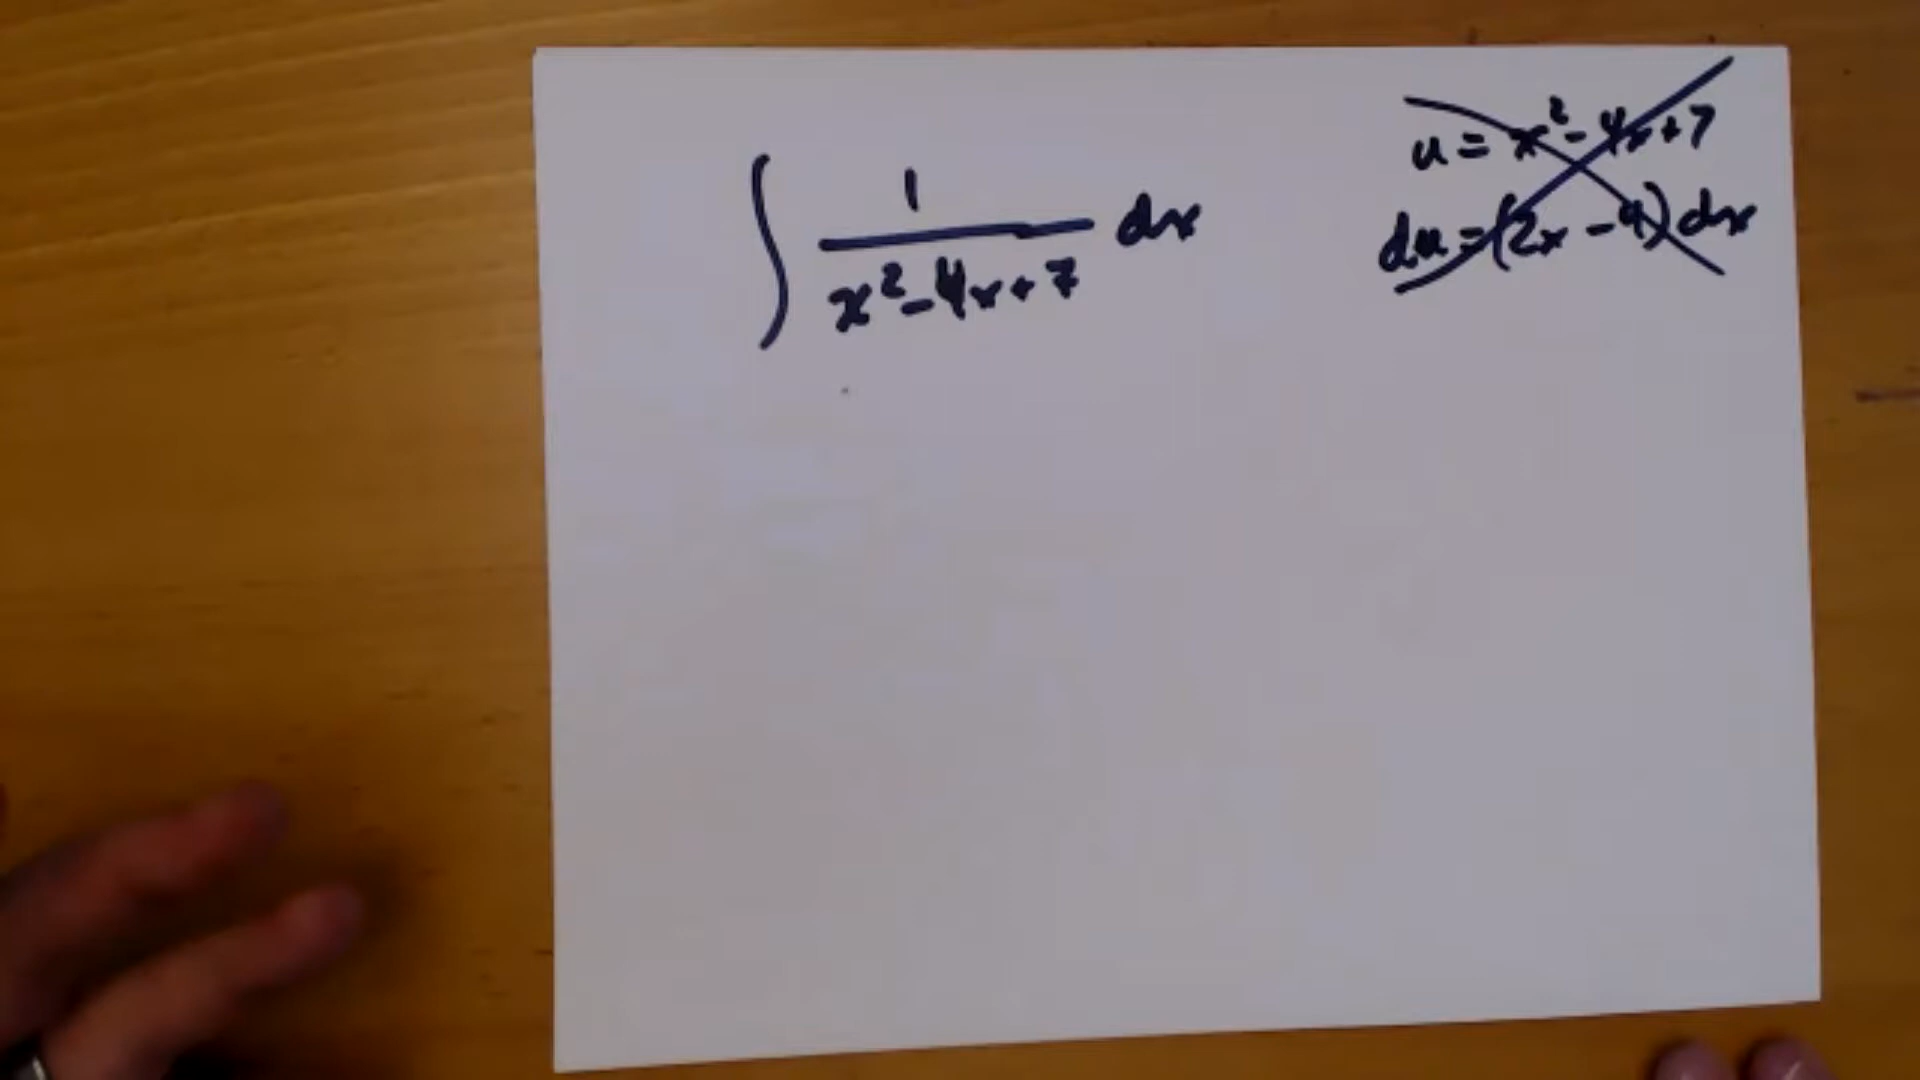 ∫ 1/(x² - 4x + 7) dx
u = x² - 4x + 7
du = (2x - 4) dx